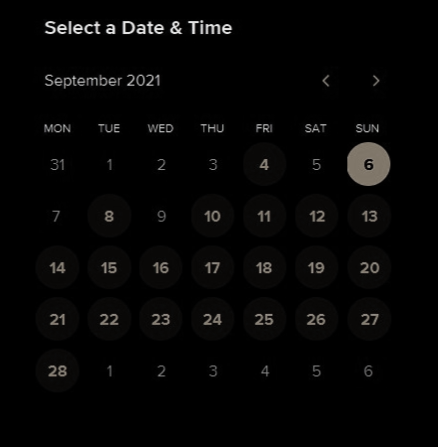 Select a Date & Time
September 2021
MON TUE WED THU FRI SAT SUN
31 1 2 3 4 5 6
7 8 9 10 11 12 13
14 15 16 17 18 19 20
21 22 23 24 25 26 27
28 1 2 3 4 5 6